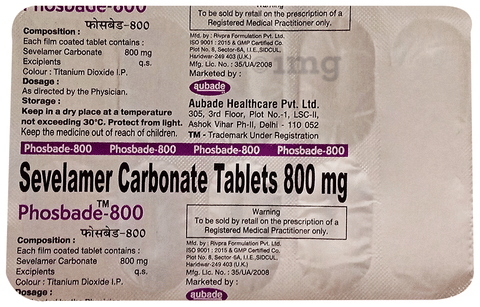 Phosbade-800
फोसबेड-800
Composition :
Each film coated tablet contains :
Sevelamer Carbonate 800 mg
Excipients q.s.
Colour : Titanium Dioxide I.P.
Dosage :
As directed by the Physician.
Storage :
Keep in a dry place at a temperature
not exceeding 30°C. Protect from light.
Keep the medicine out of reach of children.
To be sold by retail on the prescription of a
Registered Medical Practitioner only.
Mfd. by : Rivpra Formulation Pvt. Ltd.
ISO 9001 : 2015 & GMP Certified Co.
Plot No. 8, Sector-6A, I.I.E.,SIDCUL,
Haridwar-249 403 (U.K.)
Mfg. Lic. No. : 35/UA/2008
Marketed by :
aubade
Aubade Healthcare Pvt. Ltd.
305, 3rd Floor, Plot No.-1, LSC-II,
Ashok Vihar Ph-II, Delhi - 110 052
TM - Trademark Under Registration
1mg
Phosbade-800 Phosbade-800 Phosbade-800 Phosbade-800
Sevelamer Carbonate Tablets 800 mg
Phosbade-800 TM
फोसबेड-800
Composition :
Each film coated tablet contains :
Sevelamer Carbonate 800 mg
Excipients q.s.
Colour : Titanium Dioxide I.P.
Dosage :
Warning
To be sold by retail on the prescription of a
Registered Medical Practitioner only.
Mfd. by : Rivpra Formulation Pvt. Ltd.
ISO 9001 : 2015 & GMP Certified Co.
Plot No. 8, Sector-6A, I.I.E.,SIDCUL,
Haridwar-249 403 (U.K.)
Mfg. Lic. No. : 35/UA/2008
Marketed by :
aubade